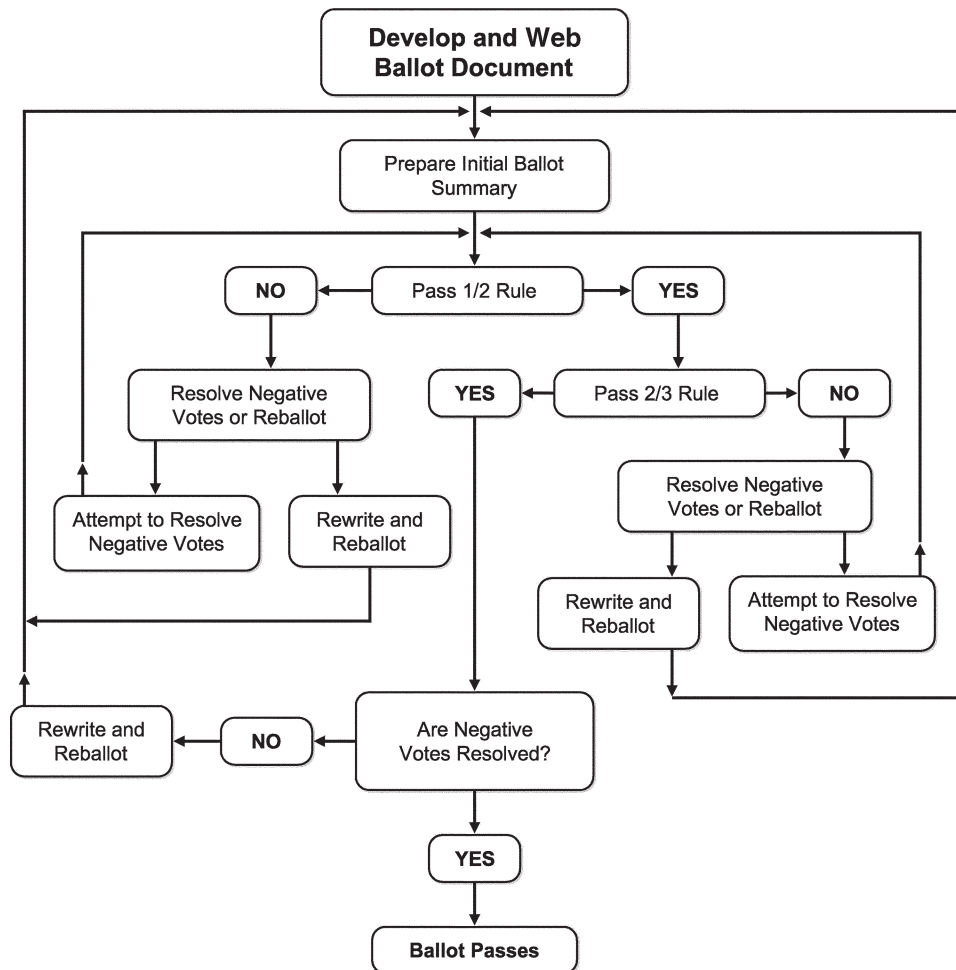 Develop and Web
Ballot Document
Prepare Initial Ballot
Summary
NO
Pass 1/2 Rule
YES
Resolve Negative
Votes or Reballot
YES
Pass 2/3 Rule
NO
Attempt to Resolve
Negative Votes
Rewrite and
Reballot
Resolve Negative
Votes or Reballot
Rewrite and
Reballot
Attempt to Resolve
Negative Votes
Rewrite and
Reballot
NO
Are Negative
Votes Resolved?
YES
Ballot Passes